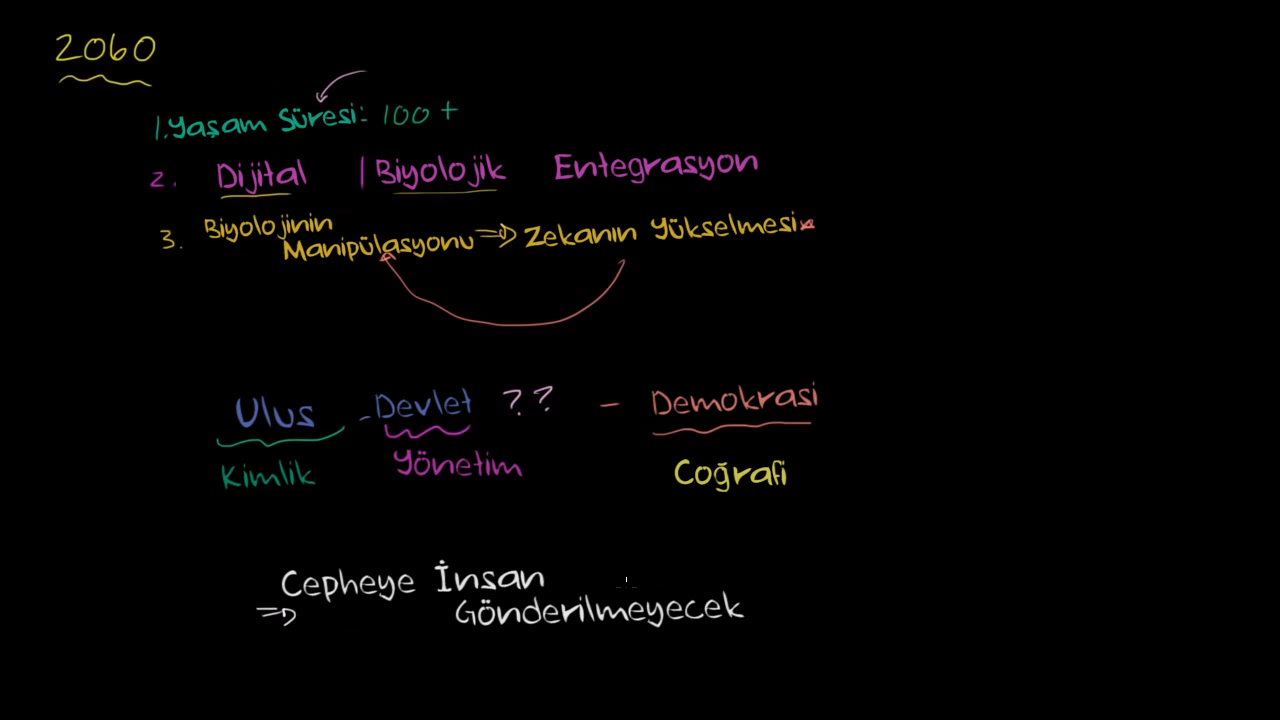 2060
1. Yaşam Süresi: 100 +
2. Dijital | Biyolojik Entegrasyon
3. Biyolojinin Manipülasyonu => Zekanın Yükselmesi
Ulus - Devlet ?? - Demokrasi
Kimlik Yönetim Coğrafi
=> Cepheye İnsan
Gönderilmeyecek